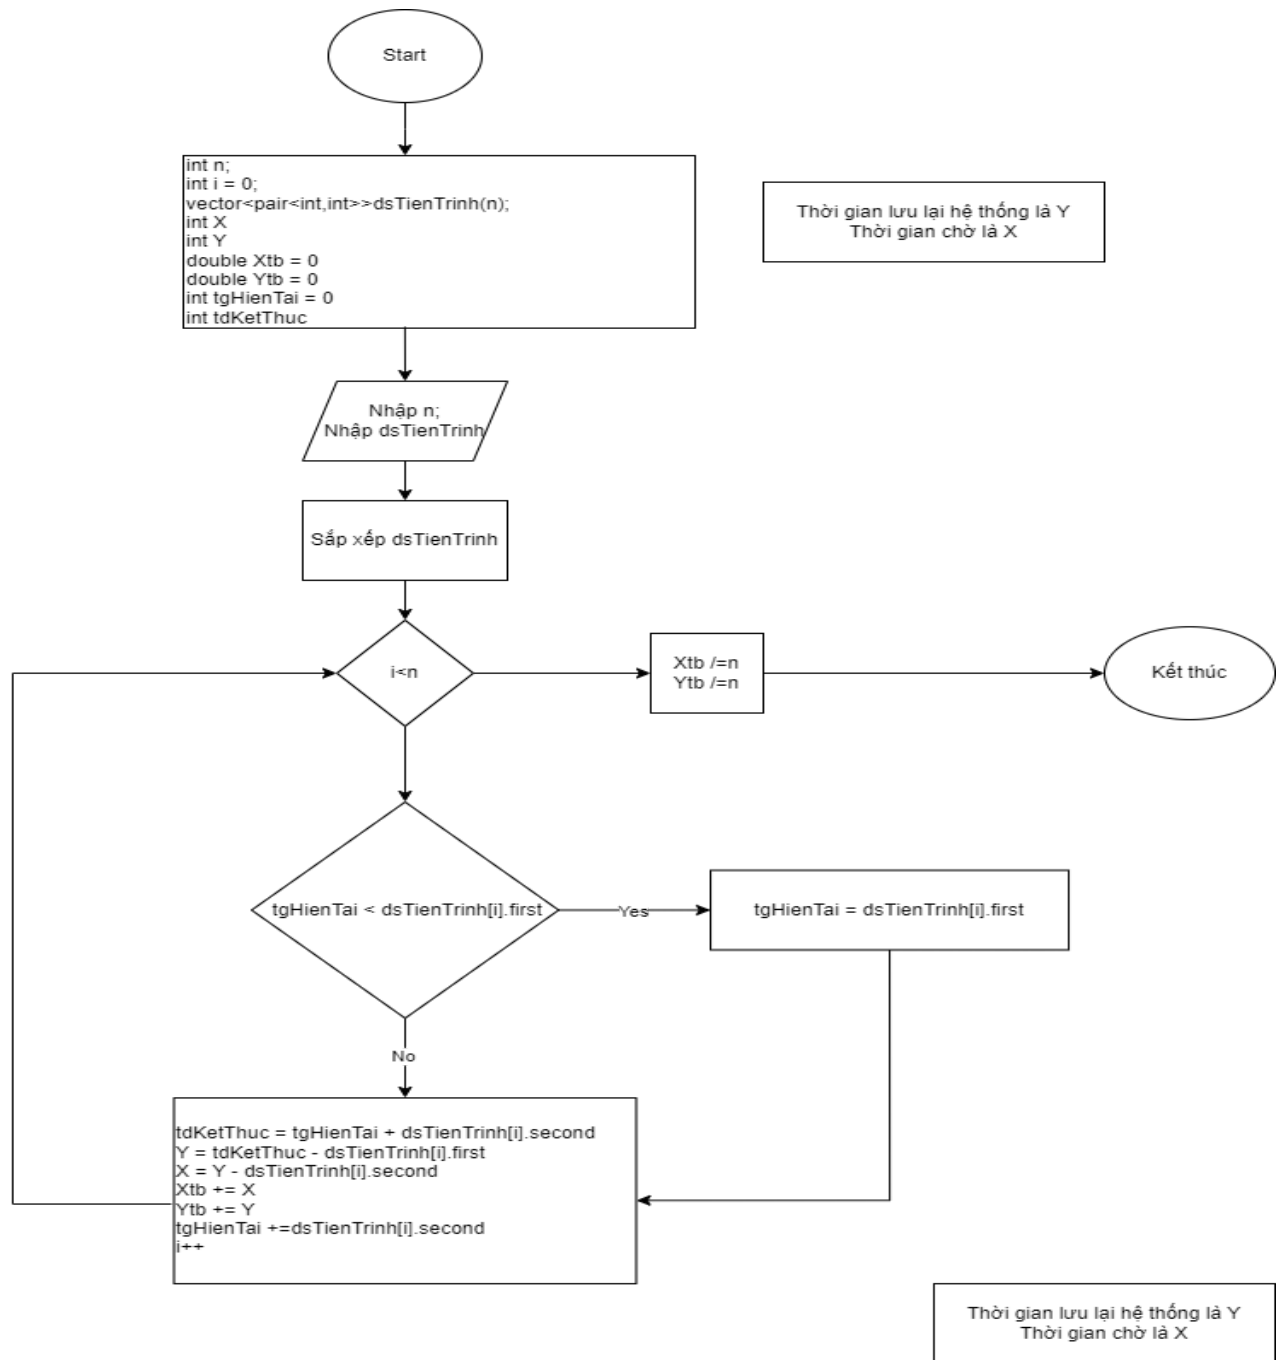 Start
int n;
int i = 0;
vector<pair<int,int>>dsTienTrinh(n);
int X
int Y
double Xtb = 0
double Ytb = 0
int tgHienTai = 0
int tdKetThuc
Thời gian lưu lại hệ thống là Y
Thời gian chờ là X
Nhập n;
Nhập dsTienTrinh
Sắp xếp dsTienTrinh
i<n
Xtb /=n
Ytb /=n
Kết thúc
tgHienTai < dsTienTrinh[i].first
Yes
tgHienTai = dsTienTrinh[i].first
No
tdKetThuc = tgHienTai + dsTienTrinh[i].second
Y = tdKetThuc - dsTienTrinh[i].first
X = Y - dsTienTrinh[i].second
Xtb += X
Ytb += Y
tgHienTai +=dsTienTrinh[i].second
i++
Thời gian lưu lại hệ thống là Y
Thời gian chờ là X